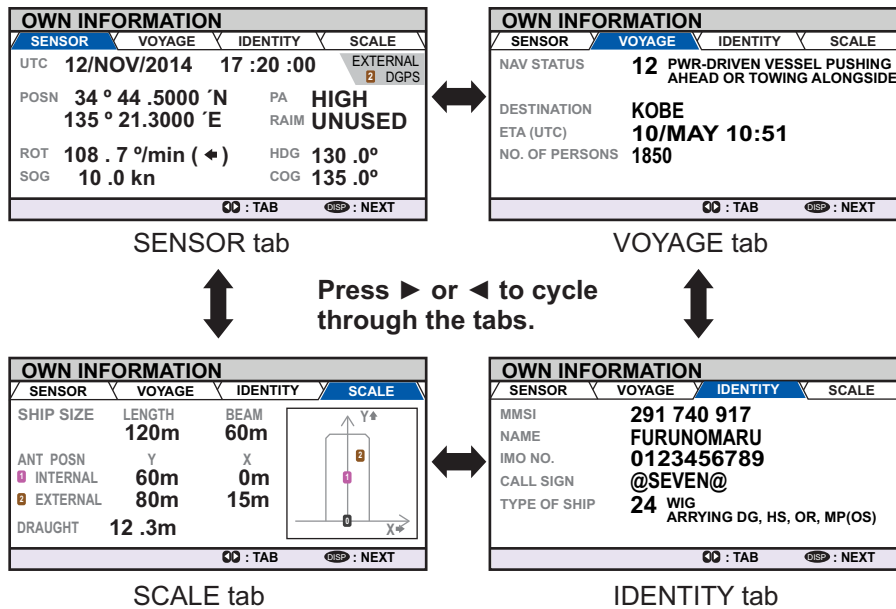 OWN INFORMATION
SENSOR VOYAGE IDENTITY SCALE
UTC 12/NOV/2014 17 :20 :00 EXTERNAL
2 DGPS
POSN 34 º 44 .5000 ´N PA HIGH
135 º 21.3000 ´E RAIM UNUSED
ROT 108 . 7 º/min ( ← ) HDG 130 .0º
SOG 10 .0 kn COG 135 .0º
: TAB DISP : NEXT
SENSOR tab
OWN INFORMATION
SENSOR VOYAGE IDENTITY SCALE
NAV STATUS 12 PWR-DRIVEN VESSEL PUSHING
AHEAD OR TOWING ALONGSIDE
DESTINATION KOBE
ETA (UTC) 10/MAY 10:51
NO. OF PERSONS 1850
: TAB DISP : NEXT
VOYAGE tab
Press ► or ◄ to cycle
through the tabs.
OWN INFORMATION
SENSOR VOYAGE IDENTITY SCALE
SHIP SIZE LENGTH BEAM
120m 60m
ANT POSN Y X
1 INTERNAL 60m 0m
2 EXTERNAL 80m 15m
DRAUGHT 12 .3m
Y
2
1
0
X
: TAB DISP : NEXT
SCALE tab
OWN INFORMATION
SENSOR VOYAGE IDENTITY SCALE
MMSI 291 740 917
NAME FURUNOMARU
IMO NO. 0123456789
CALL SIGN @SEVEN@
TYPE OF SHIP 24 WIG
ARRYING DG, HS, OR, MP(OS)
: TAB DISP : NEXT
IDENTITY tab